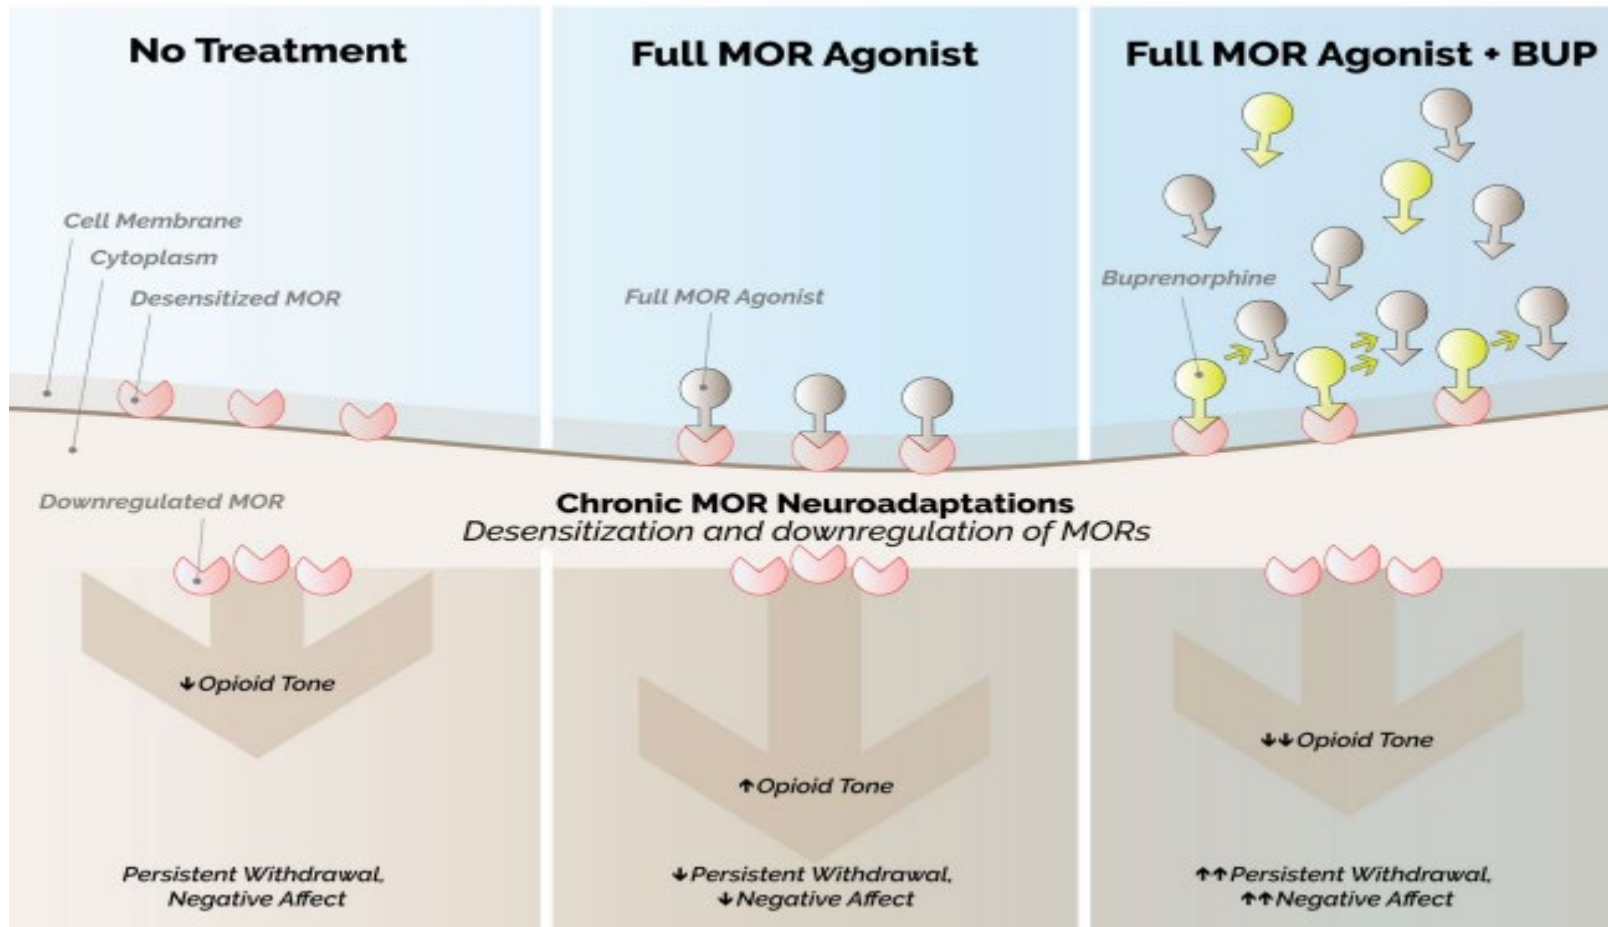 No Treatment
Full MOR Agonist
Full MOR Agonist + BUP
Cell Membrane
Cytoplasm
Desensitized MOR
Full MOR Agonist
Buprenorphine
Downregulated MOR
Chronic MOR Neuroadaptations
Desensitization and downregulation of MORs
↓Opioid Tone
↑Opioid Tone
↓↓Opioid Tone
Persistent Withdrawal,
Negative Affect
↓Persistent Withdrawal,
↓Negative Affect
↑↑Persistent Withdrawal,
↑↑Negative Affect